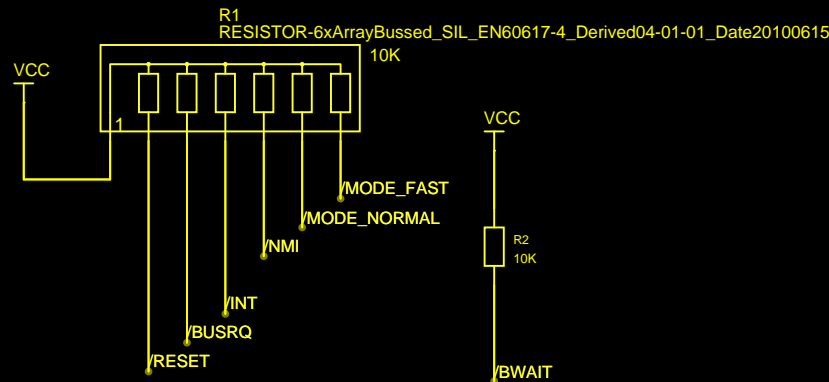 R1
RESISTOR-6xArrayBussed_SIL_EN60617-4_Derived04-01-01_Date20100615
10K
VCC
1
VCC
/MODE_FAST
/MODE_NORMAL
R2
10K
/NMI
/INT
/BUSRQ
/RESET
/BWAIT